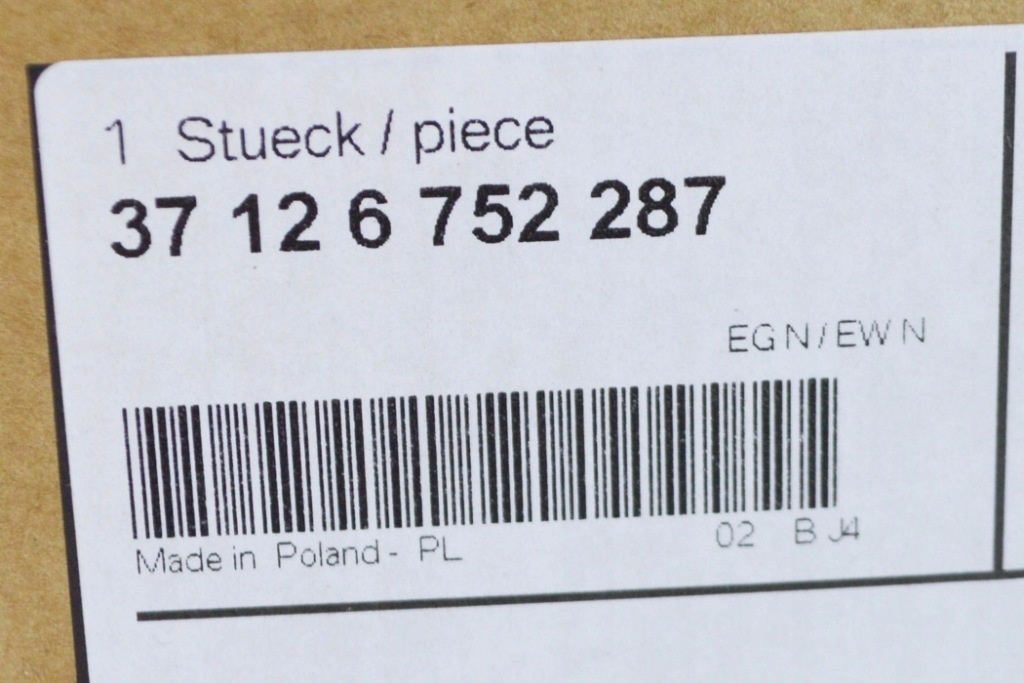 1 Stueck / piece
37 12 6 752 287
EG N / EW N
Made in Poland - PL 02 B J4